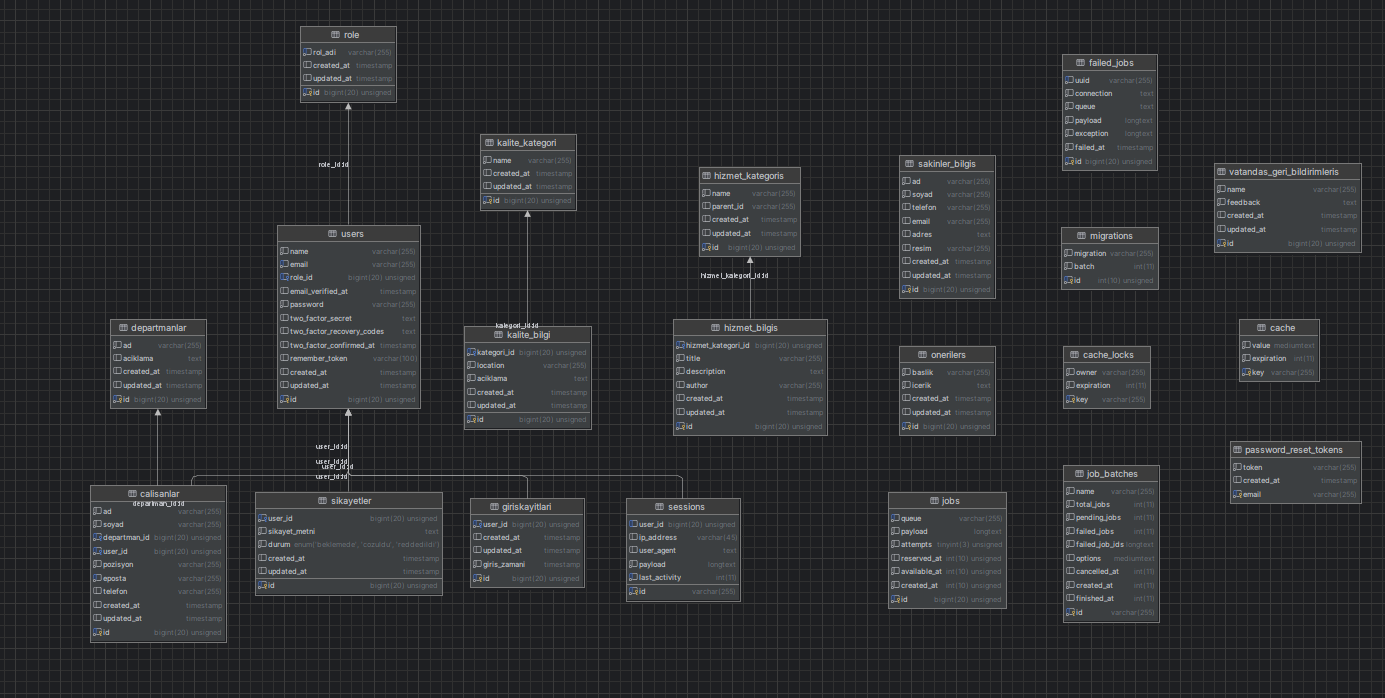 role
rol_adi varchar(255)
created_at timestamp
updated_at timestamp
id bigint(20) unsigned
role_id:id
users
name varchar(255)
email varchar(255)
role_id bigint(20) unsigned
email_verified_at timestamp
password varchar(255)
two_factor_secret text
two_factor_recovery_codes text
two_factor_confirmed_at timestamp
remember_token varchar(100)
created_at timestamp
updated_at timestamp
id bigint(20) unsigned
departmanlar
ad varchar(255)
aciklama text
created_at timestamp
updated_at timestamp
id bigint(20) unsigned
user_id:id
user_id:id
user_id:id
user_id:id
calisanlar
departman_id:id
ad varchar(255)
soyad varchar(255)
departman_id bigint(20) unsigned
user_id bigint(20) unsigned
pozisyon varchar(255)
eposta varchar(255)
telefon varchar(255)
created_at timestamp
updated_at timestamp
id bigint(20) unsigned
sikayetler
user_id bigint(20) unsigned
sikayet_metni text
durum enum('beklemede', 'cozuldu', 'reddedildi')
created_at timestamp
updated_at timestamp
id bigint(20) unsigned
kalite_kategori
name varchar(255)
created_at timestamp
updated_at timestamp
id bigint(20) unsigned
kategori_id:id
kalite_bilgi
kategori_id bigint(20) unsigned
location varchar(255)
aciklama text
created_at timestamp
updated_at timestamp
id bigint(20) unsigned
giriskayitlari
user_id bigint(20) unsigned
created_at timestamp
updated_at timestamp
giris_zamani timestamp
id bigint(20) unsigned
sessions
user_id bigint(20) unsigned
ip_address varchar(45)
user_agent text
payload longtext
last_activity int(11)
id varchar(255)
hizmet_kategoris
name varchar(255)
parent_id varchar(255)
created_at timestamp
updated_at timestamp
id bigint(20) unsigned
hizmet_kategori_id:id
hizmet_bilgis
hizmet_kategori_id bigint(20) unsigned
title varchar(255)
description text
author varchar(255)
created_at timestamp
updated_at timestamp
id bigint(20) unsigned
sakinler_bilgis
ad varchar(255)
soyad varchar(255)
telefon varchar(255)
email varchar(255)
adres text
resim varchar(255)
created_at timestamp
updated_at timestamp
id bigint(20) unsigned
onerilers
baslik varchar(255)
icerik text
created_at timestamp
updated_at timestamp
id bigint(20) unsigned
jobs
queue varchar(255)
payload longtext
attempts tinyint(3) unsigned
reserved_at int(10) unsigned
available_at int(10) unsigned
created_at int(10) unsigned
id bigint(20) unsigned
failed_jobs
uuid varchar(255)
connection text
queue text
payload longtext
exception longtext
failed_at timestamp
id bigint(20) unsigned
migrations
migration varchar(255)
batch int(11)
id int(10) unsigned
cache_locks
owner varchar(255)
expiration int(11)
key varchar(255)
job_batches
name varchar(255)
total_jobs int(11)
pending_jobs int(11)
failed_jobs int(11)
failed_job_ids longtext
options mediumtext
cancelled_at int(11)
created_at int(11)
finished_at int(11)
id varchar(255)
vatandas_geri_bildirimleris
name varchar(255)
feedback text
created_at timestamp
updated_at timestamp
id bigint(20) unsigned
cache
value mediumtext
expiration int(11)
key varchar(255)
password_reset_tokens
token varchar(255)
created_at timestamp
email varchar(255)